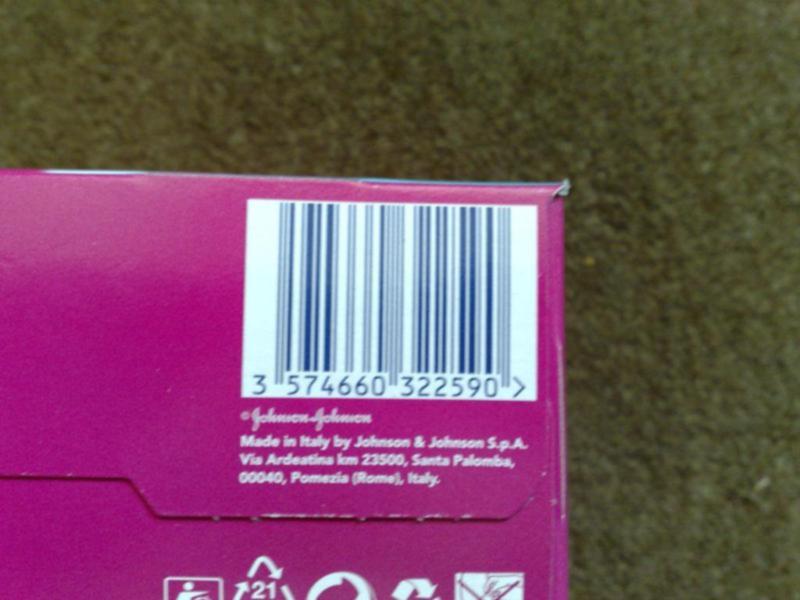 3 574660 322590 >
© Johnson & Johnson
Made in Italy by Johnson & Johnson S.p.A.
Via Ardeatina km 23500, Santa Palomba,
00040, Pomezia (Rome), Italy.
21